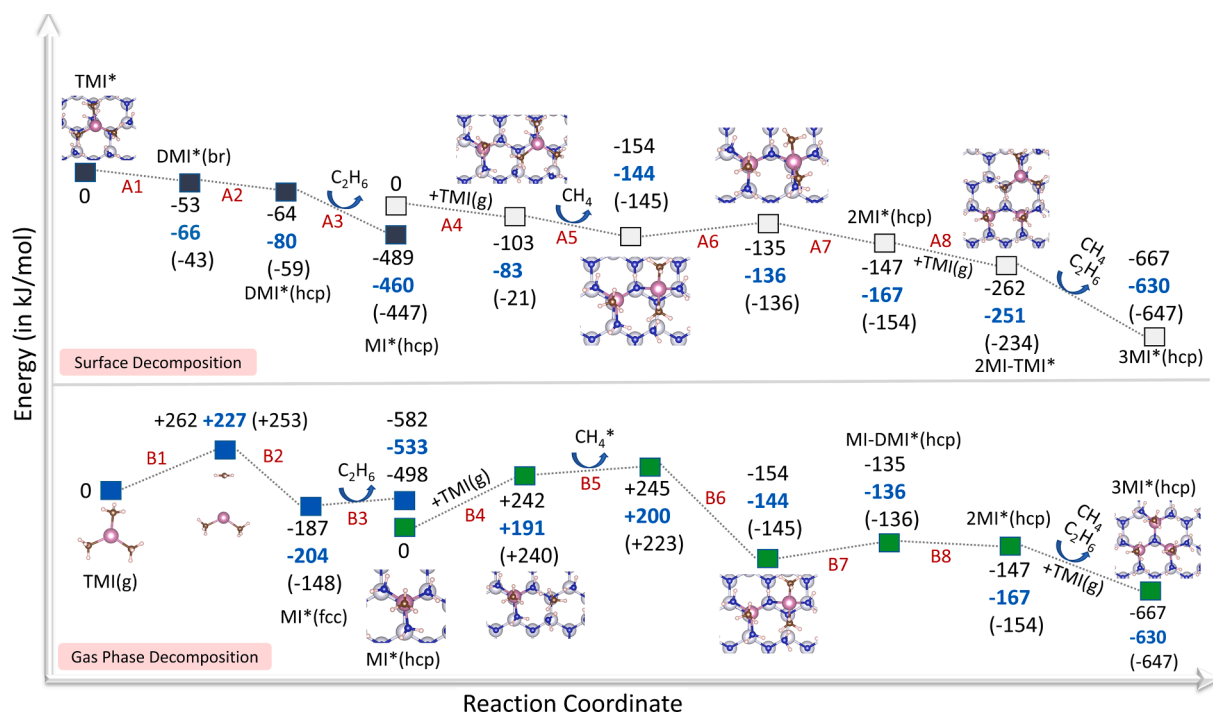 Energy (in kJ/mol)
TMI*
0
A1
DMI*(br)
-53
-66
(-43)
A2
-64
-80
(-59)
DMI*(hcp)
A3
C2H6
0
-489
-460
(-447)
MI*(hcp)
+TMI(g)
A4
-103
-83
(-21)
CH4
A5
-154
-144
(-145)
A6
-135
-136
(-136)
A7
2MI*(hcp)
-147
-167
(-154)
A8
+TMI(g)
-262
-251
(-234)
2MI-TMI*
CH4
C2H6
-667
-630
(-647)
3MI*(hcp)
Surface Decomposition
0
TMI(g)
B1
+262 +227 (+253)
B2
-187
-204
(-148)
MI*(fcc)
C2H6
B3
-582
-533
-498
0
MI*(hcp)
+TMI(g)
B4
+242
+191
(+240)
CH4*
B5
+245
+200
(+223)
B6
-154
-144
(-145)
B7
MI-DMI*(hcp)
-135
-136
(-136)
B8
2MI*(hcp)
-147
-167
(-154)
CH4
C2H6
+TMI(g)
3MI*(hcp)
-667
-630
(-647)
Gas Phase Decomposition
Reaction Coordinate